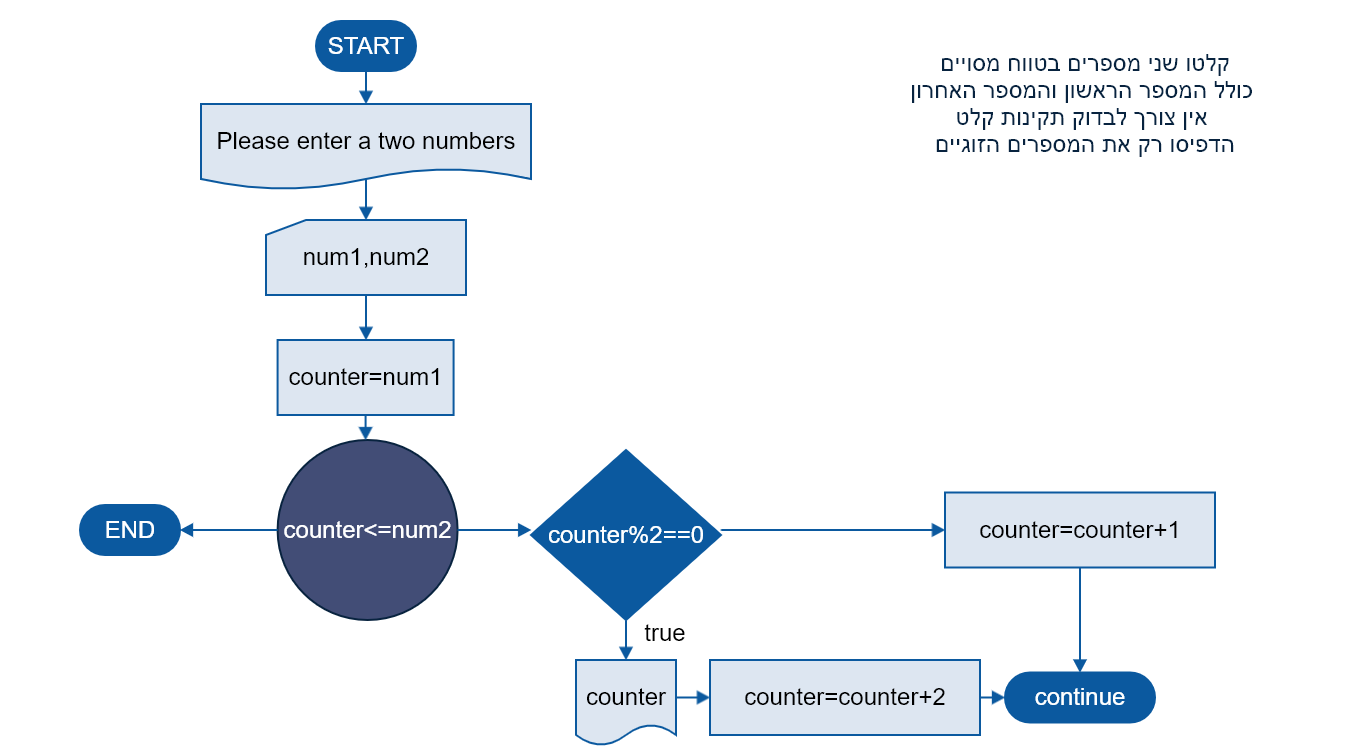 START
קלטו שני מספרים בטווח מסויים
כולל המספר הראשון והמספר האחרון
אין צורך לבדוק תקינות קלט
הדפיסו רק את המספרים הזוגיים
Please enter a two numbers
num1,num2
counter=num1
END
counter<=num2
counter%2==0
counter=counter+1
true
counter
counter=counter+2
continue